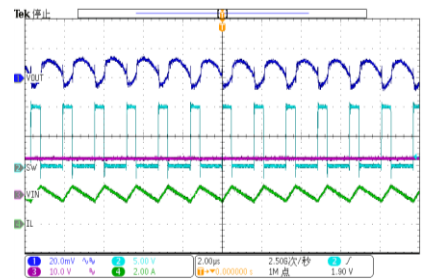 Tek 停止
VOUT
SW
VIN
IL
1 20.0mV 2 5.00 V 2.00µs 2.50G次/秒 2
3 10.0 V 4 2.00 A 0.000000 s 1M 点 1.90 V